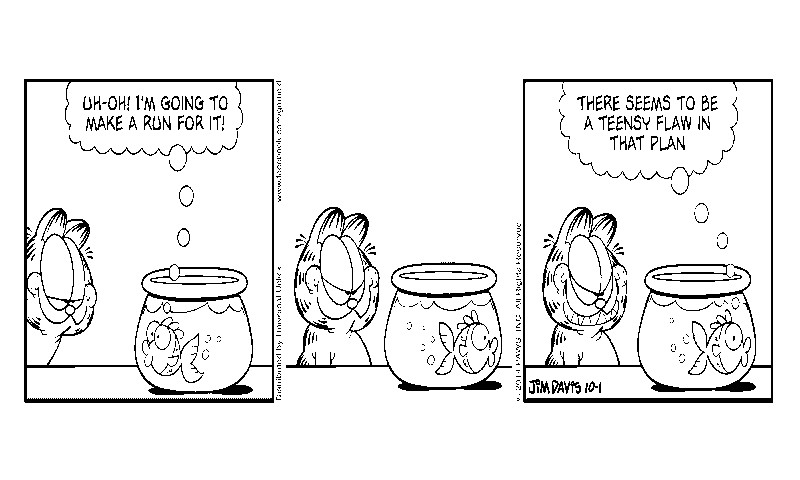 UH-OH! I'M GOING TO
MAKE A RUN FOR IT!
THERE SEEMS TO BE
A TEENSY FLAW IN
THAT PLAN
JIM DAVIS 10-1